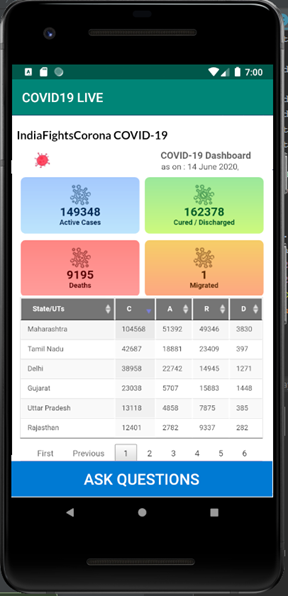 7:00
COVID19 LIVE
IndiaFightsCorona COVID-19
COVID-19 Dashboard
as on : 14 June 2020,
149348
Active Cases
162378
Cured / Discharged
9195
Deaths
1
Migrated
State/UTs C A R D
Maharashtra 104568 51392 49346 3830
Tamil Nadu 42687 18881 23409 397
Delhi 38958 22742 14945 1271
Gujarat 23038 5707 15883 1448
Uttar Pradesh 13118 4858 7875 385
Rajasthan 12401 2782 9337 282
First Previous 1 2 3 4 5 6
ASK QUESTIONS